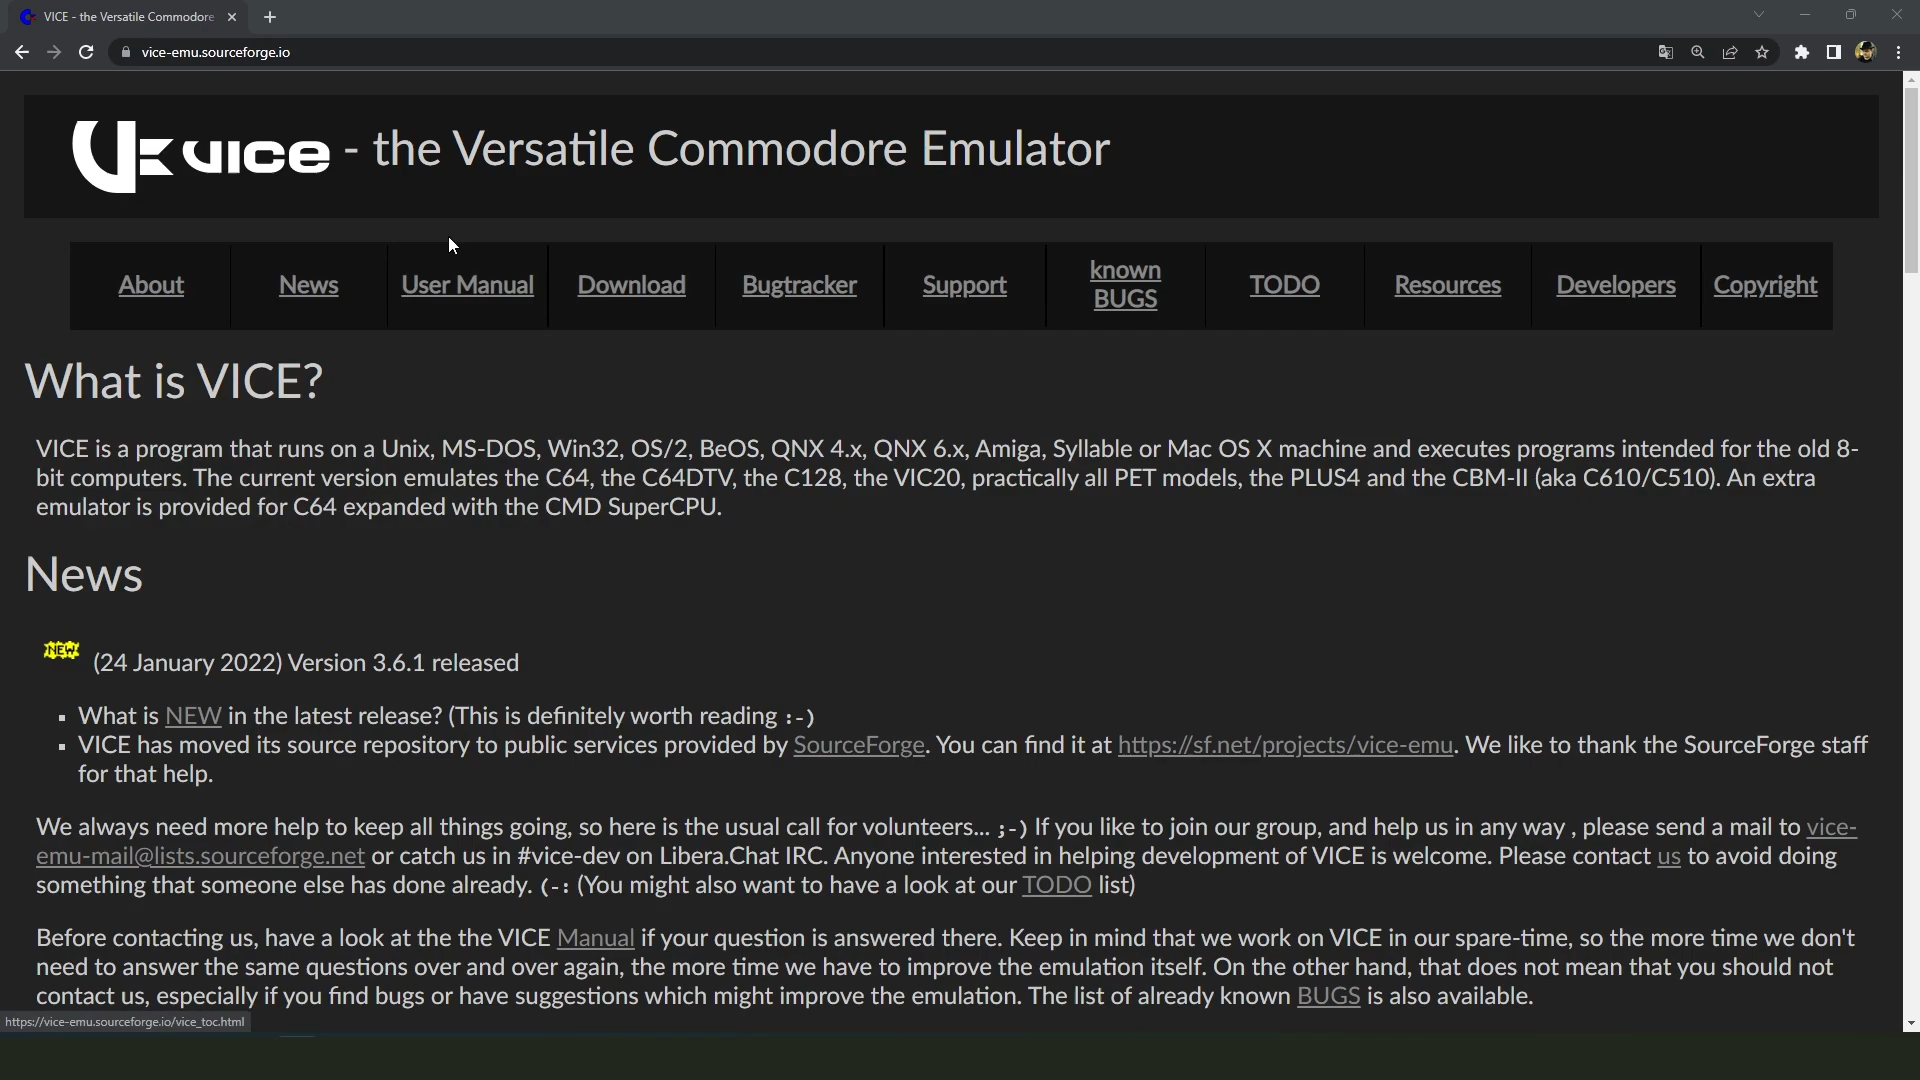 VICE - the Versatile Commodore
vice-emu.sourceforge.io
VICE - the Versatile Commodore Emulator
About News User Manual Download Bugtracker Support known BUGS TODO Resources Developers Copyright
What is VICE?
VICE is a program that runs on a Unix, MS-DOS, Win32, OS/2, BeOS, QNX 4.x, QNX 6.x, Amiga, Syllable or Mac OS X machine and executes programs intended for the old 8-
bit computers. The current version emulates the C64, the C64DTV, the C128, the VIC20, practically all PET models, the PLUS4 and the CBM-II (aka C610/C510). An extra
emulator is provided for C64 expanded with the CMD SuperCPU.
News
NEW
(24 January 2022) Version 3.6.1 released
▪ What is NEW in the latest release? (This is definitely worth reading :-)
▪ VICE has moved its source repository to public services provided by SourceForge. You can find it at https://sf.net/projects/vice-emu. We like to thank the SourceForge staff
for that help.
We always need more help to keep all things going, so here is the usual call for volunteers... ;-) If you like to join our group, and help us in any way , please send a mail to vice-
emu-mail@lists.sourceforge.net or catch us in #vice-dev on Libera.Chat IRC. Anyone interested in helping development of VICE is welcome. Please contact us to avoid doing
something that someone else has done already. (-: (You might also want to have a look at our TODO list)
Before contacting us, have a look at the the VICE Manual if your question is answered there. Keep in mind that we work on VICE in our spare-time, so the more time we don't
need to answer the same questions over and over again, the more time we have to improve the emulation itself. On the other hand, that does not mean that you should not
contact us, especially if you find bugs or have suggestions which might improve the emulation. The list of already known BUGS is also available.
https://vice-emu.sourceforge.io/vice_toc.html